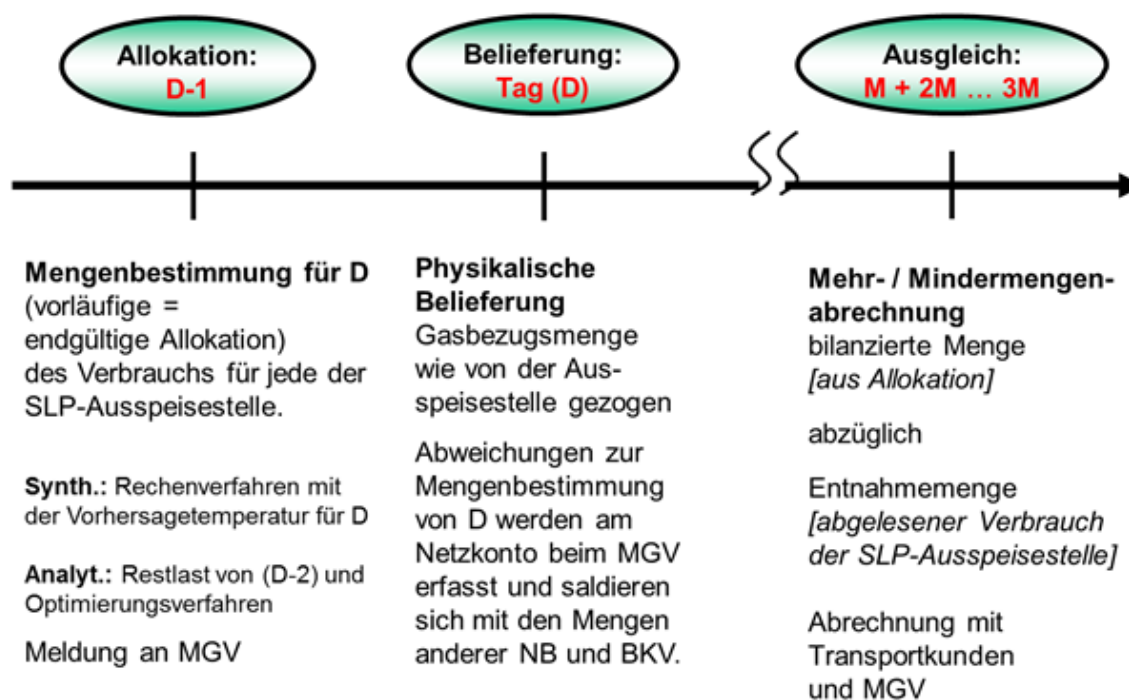 Allokation:
D-1
Belieferung:
Tag (D)
Ausgleich:
M + 2M … 3M
Mengenbestimmung für D
(vorläufige =
endgültige Allokation)
des Verbrauchs für jede der
SLP-Ausspeisestelle.
Synth.: Rechenverfahren mit
der Vorhersagetemperatur für D
Analyt.: Restlast von (D-2) und
Optimierungsverfahren
Meldung an MGV
Physikalische
Belieferung
Gasbezugsmenge
wie von der Aus-
speisestelle gezogen
Abweichungen zur
Mengenbestimmung
von D werden am
Netzkonto beim MGV
erfasst und saldieren
sich mit den Mengen
anderer NB und BKV.
Mehr- / Mindermengen-
abrechnung
bilanzierte Menge
[aus Allokation]
abzüglich
Entnahmemenge
[abgelesener Verbrauch
der SLP-Ausspeisestelle]
Abrechnung mit
Transportkunden
und MGV